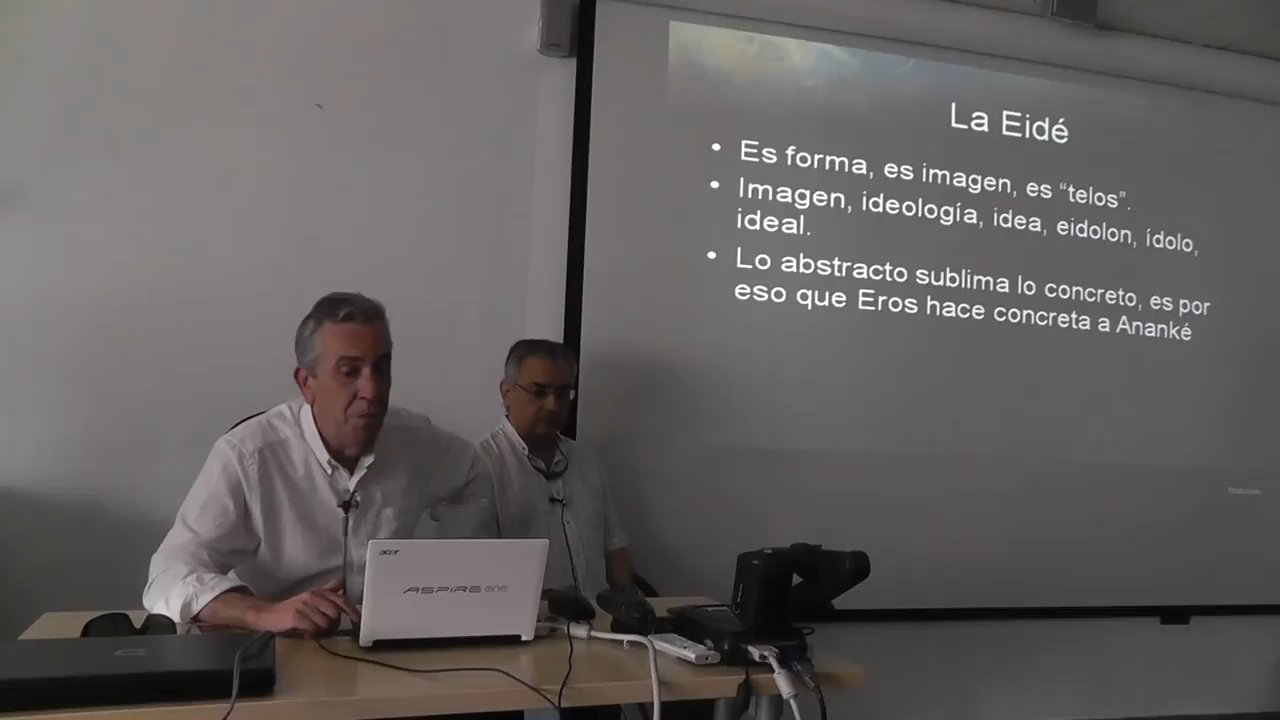 La Eidé
• Es forma, es imagen, es “telos”.
• Imagen, ideología, idea, eidolon, ídolo,
ideal.
• Lo abstracto sublima lo concreto, es por
eso que Eros hace concreta a Ananké
acer
ASPIRE one